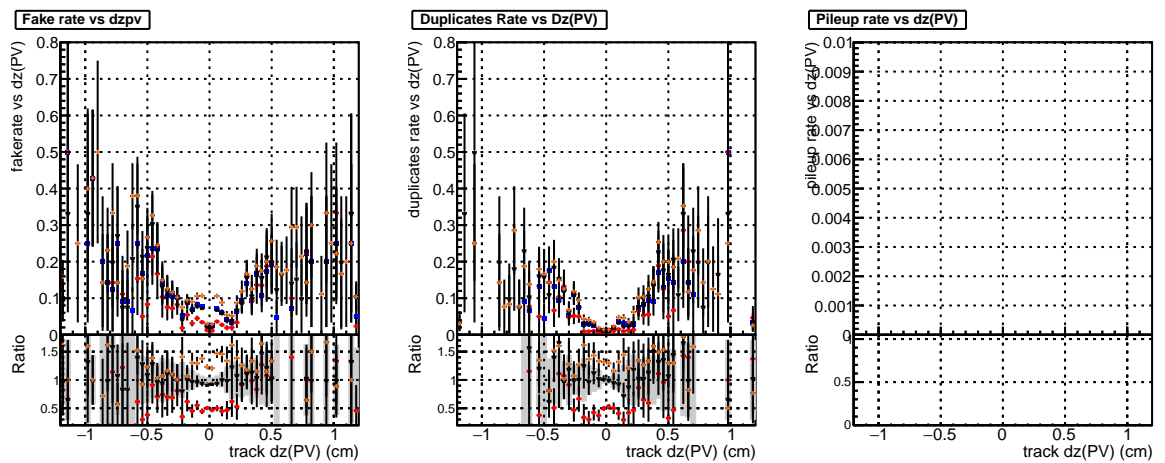 Fake rate vs dzpv
fakerate vs dz(PV)
0.8
0.7
0.6
0.5
0.4
0.3
0.2
0.1
0
Ratio
1.5
1
0.5
−1 −0.5 0 0.5 1
track dz(PV) (cm)
Duplicates Rate vs Dz(PV)
duplicates rate vs dz(PV)
0.8
0.7
0.6
0.5
0.4
0.3
0.2
0.1
0
Ratio
1.5
1
0.5
−1 −0.5 0 0.5 1
track dz(PV) (cm)
Pileup rate vs dz(PV)
pileup rate vs dz(PV)
0.01
0.009
0.008
0.007
0.006
0.005
0.004
0.003
0.002
0.001
0
Ratio
1
0.5
0
−1 −0.5 0 0.5 1
track dz(PV) (cm)